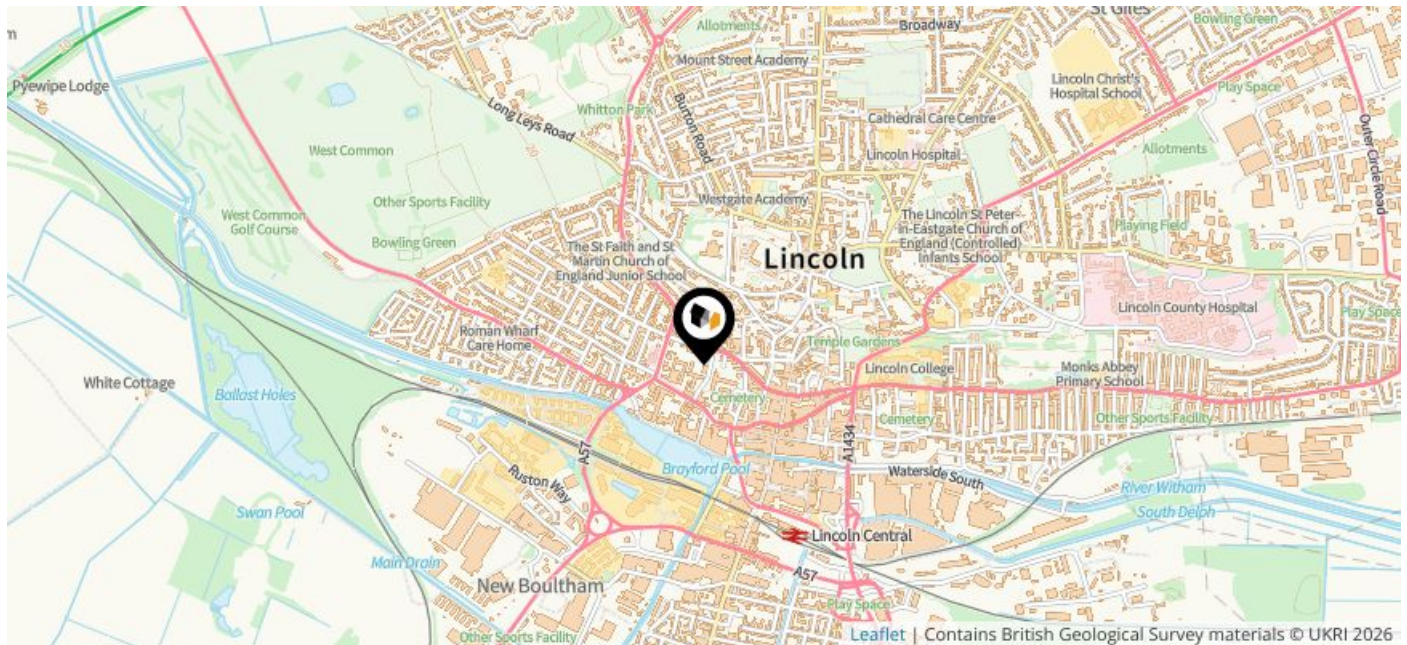 St Giles
Allotments
Broadway
Bowling Green
m
30
Pyewipe Lodge
Mount Street Academy
Lincoln Christ's
Hospital School
Play Space
Long Leys Road
Whitton Park
Burton Road
Cathedral Care Centre
Outer Circle Road
West Common
20
Lincoln Hospital
Allotments
Other Sports Facility
Westgate Academy
West Common
Golf Course
Bowling Green
The St Faith and St
Martin Church of
England Junior School
Lincoln
The Lincoln St Peter-
in-Eastgate Church of
England (Controlled)
Infants School
Playing Field
Lincoln County Hospital
Play Space
Roman Wharf
Care Home
Temple Gardens
White Cottage
Ballast Holes
Lincoln College
Monks Abbey
Primary School
Cemetery
Cemetery
Other Sports Facility
A57
A1434
Brayford Pool
Waterside South
Ruston Way
River Witham
South Delph
Swan Pool
Lincoln Central
Main Drain
New Boultham
A57
Play Space
Other Sports Facility
Leaflet | Contains British Geological Survey materials © UKRI 2026